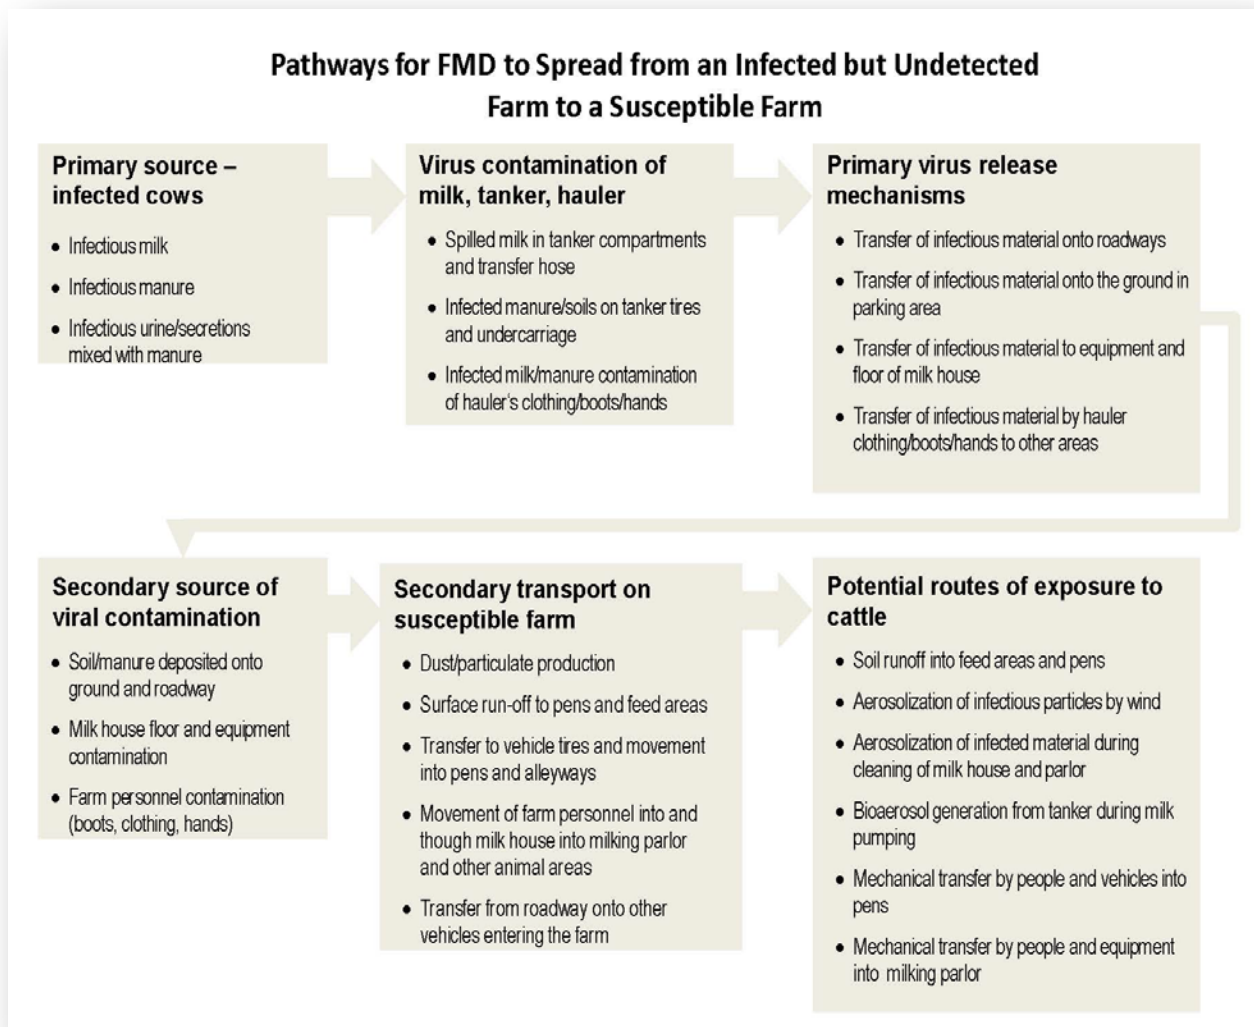 Pathways for FMD to Spread from an Infected but Undetected
Farm to a Susceptible Farm
Primary source –
infected cows
• Infectious milk
• Infectious manure
• Infectious urine/secretions
mixed with manure
Virus contamination of
milk, tanker, hauler
• Spilled milk in tanker compartments
and transfer hose
• Infected manure/soils on tanker tires
and undercarriage
• Infected milk/manure contamination
of hauler's clothing/boots/hands
Primary virus release
mechanisms
• Transfer of infectious material onto roadways
• Transfer of infectious material onto the ground in
parking area
• Transfer of infectious material to equipment and
floor of milk house
• Transfer of infectious material by hauler
clothing/boots/hands to other areas
Secondary source of
viral contamination
• Soil/manure deposited onto
ground and roadway
• Milk house floor and equipment
contamination
• Farm personnel contamination
(boots, clothing, hands)
Secondary transport on
susceptible farm
• Dust/particulate production
• Surface run-off to pens and feed areas
• Transfer to vehicle tires and movement
into pens and alleyways
• Movement of farm personnel into and
though milk house into milking parlor
and other animal areas
• Transfer from roadway onto other
vehicles entering the farm
Potential routes of exposure to
cattle
• Soil runoff into feed areas and pens
• Aerosolization of infectious particles by wind
• Aerosolization of infected material during
cleaning of milk house and parlor
• Bioaerosol generation from tanker during milk
pumping
• Mechanical transfer by people and vehicles into
pens
• Mechanical transfer by people and equipment
into milking parlor